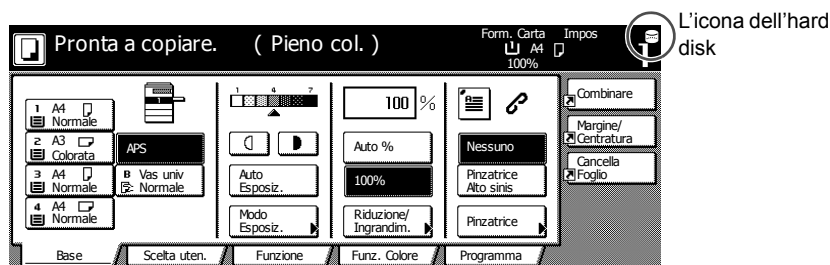 Pronta a copiare. ( Pieno col. )
Form. Carta Impos
A4
100% 1
L'icona dell'hard
disk
1 A4
Normale
2 A3
Colorata
3 A4
Normale
4 A4
Normale
APS
B Vas univ
Normale
1 4 7
Auto
Esposiz.
Modo
Esposiz.
100 %
Auto %
100%
Riduzione/
Ingrandim.
Nessuno
Pinzatrice
Alto sinis
Pinzatrice
Combinare
Margine/
Centratura
Cancella
Foglio
Base Scelta uten. Funzione Funz. Colore Programma